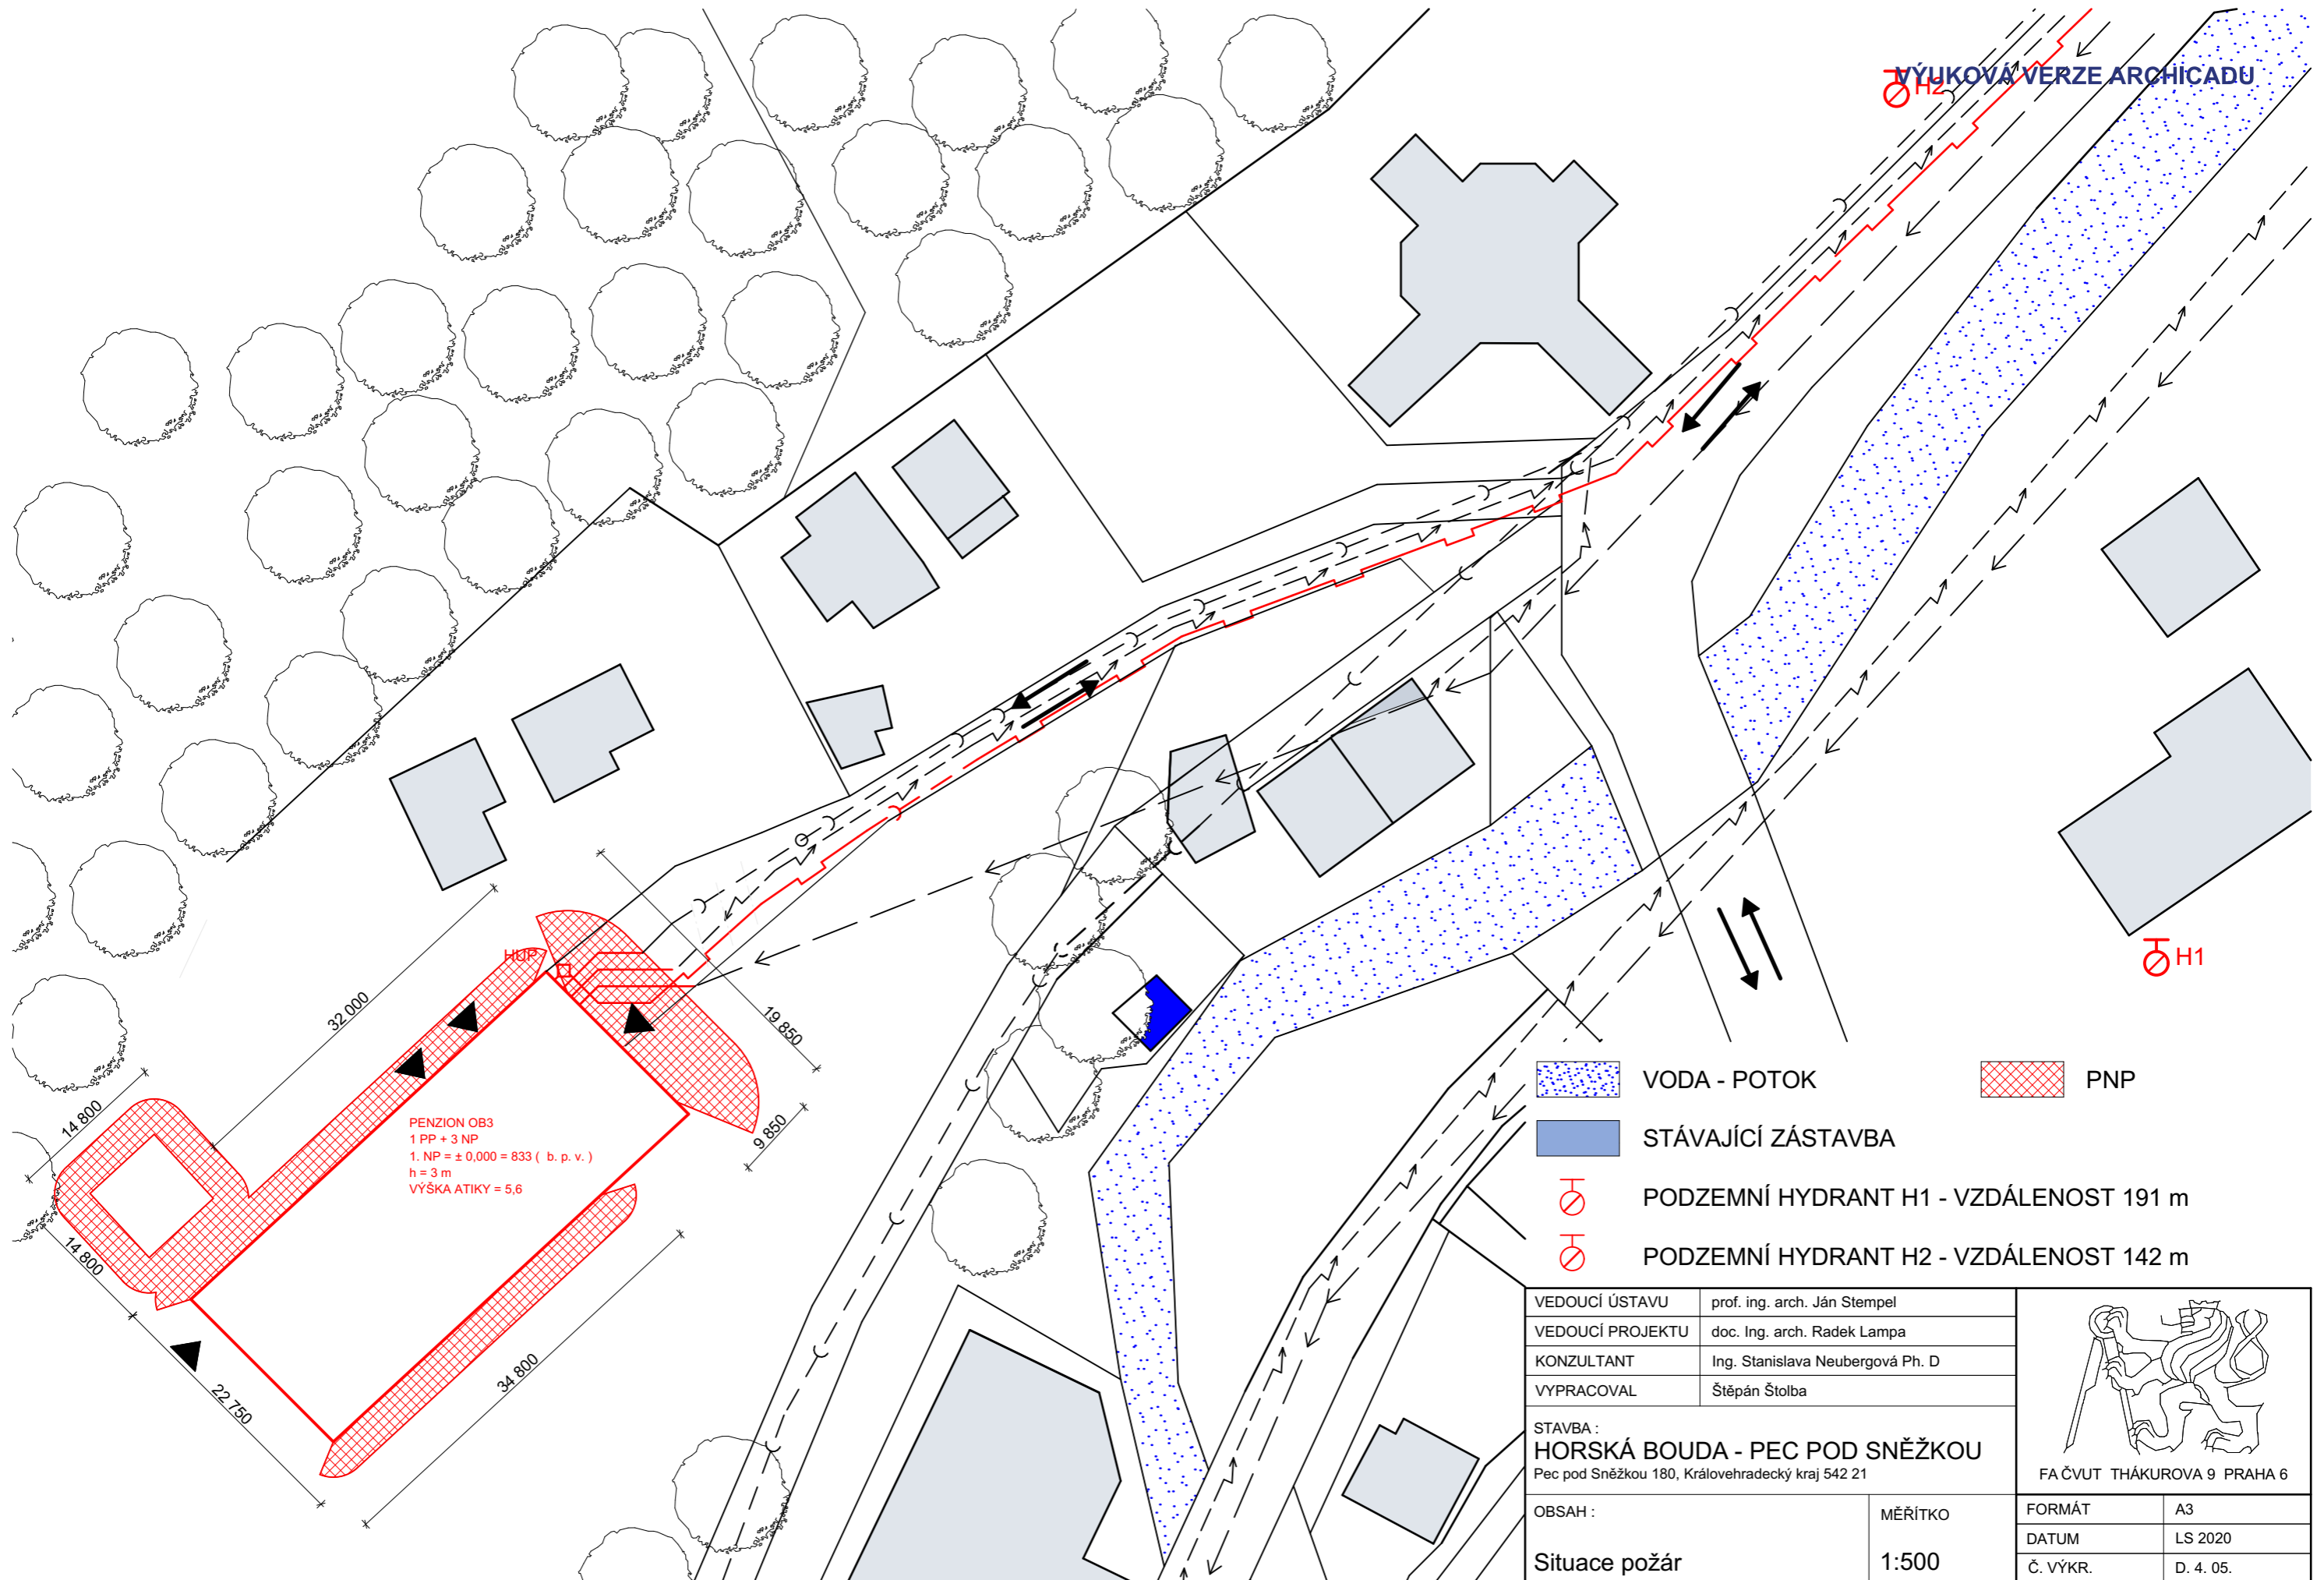 VÝUKOVÁ VERZE ARCHICADU
H2
H1
HUP
32 000
19 850
14 800
9 850
14 800
22 750
34 800
PENZION OB3
1 PP + 3 NP
1. NP = ± 0,000 = 833 ( b. p. v. )
h = 3 m
VÝŠKA ATIKY = 5,6
VODA - POTOK
PNP
STÁVAJÍCÍ ZÁSTAVBA
PODZEMNÍ HYDRANT H1 - VZDÁLENOST 191 m
PODZEMNÍ HYDRANT H2 - VZDÁLENOST 142 m
VEDOUCÍ ÚSTAVU prof. ing. arch. Ján Stempel
VEDOUCÍ PROJEKTU doc. Ing. arch. Radek Lampa
KONZULTANT Ing. Stanislava Neubergová Ph. D
VYPRACOVAL Štěpán Štolba
STAVBA :
HORSKÁ BOUDA - PEC POD SNĚŽKOU
Pec pod Sněžkou 180, Královehradecký kraj 542 21
FA ČVUT THÁKUROVA 9 PRAHA 6
OBSAH :
Situace požár
MĚŘÍTKO
1:500
FORMÁT A3
DATUM LS 2020
Č. VÝKR. D. 4. 05.